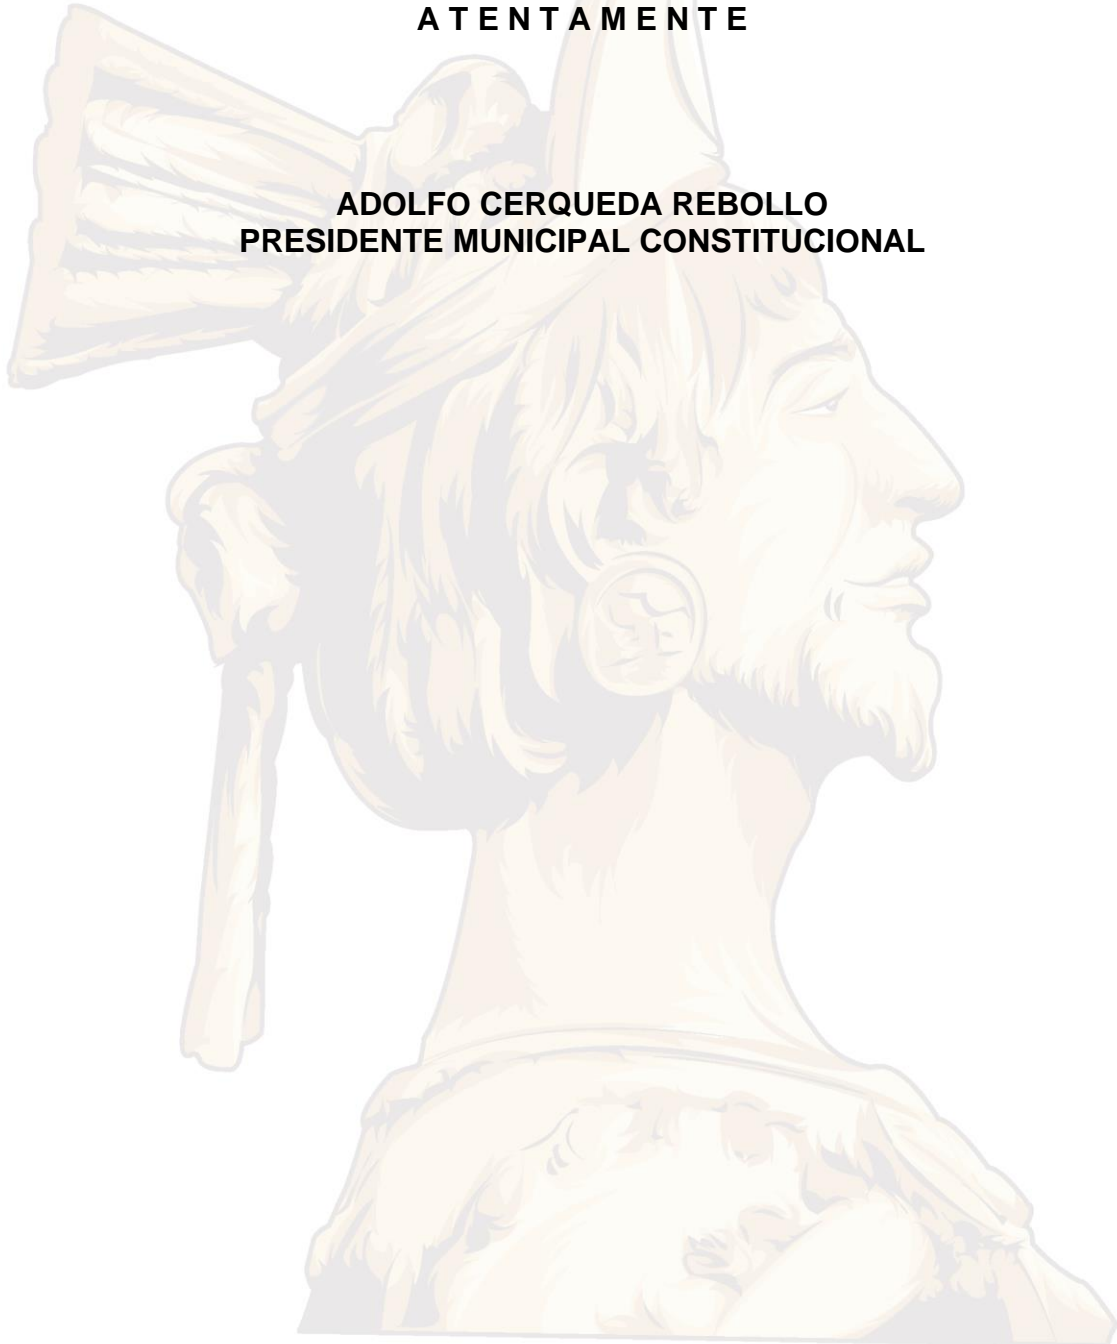 A T E N T A M E N T E
ADOLFO CERQUEDA REBOLLO
PRESIDENTE MUNICIPAL CONSTITUCIONAL